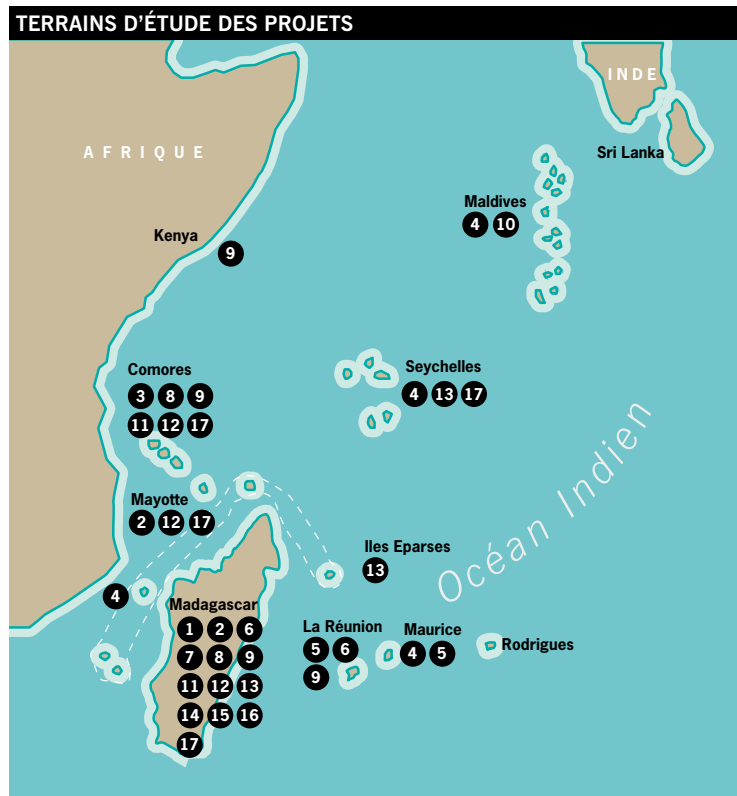 TERRAINS D’ÉTUDE DES PROJETS
INDE
AFRIQUE
Sri Lanka
Maldives
4 10
Kenya
9
Comores
3 8 9
11 12 17
Seychelles
4 13 17
Océan Indien
Mayotte
2 12 17
Iles Eparses
13
4
Madagascar
1 2 6
7 8 9
11 12 13
14 15 16
17
La Réunion
5 6
9
Maurice
4 5
Rodrigues